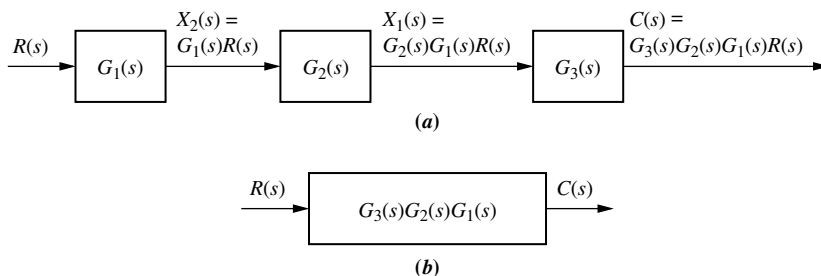 R(s)
G₁(s)
X₂(s) =
G₁(s)R(s)
G₂(s)
X₁(s) =
G₂(s)G₁(s)R(s)
G₃(s)
C(s) =
G₃(s)G₂(s)G₁(s)R(s)
(a)
R(s)
G₃(s)G₂(s)G₁(s)
C(s)
(b)